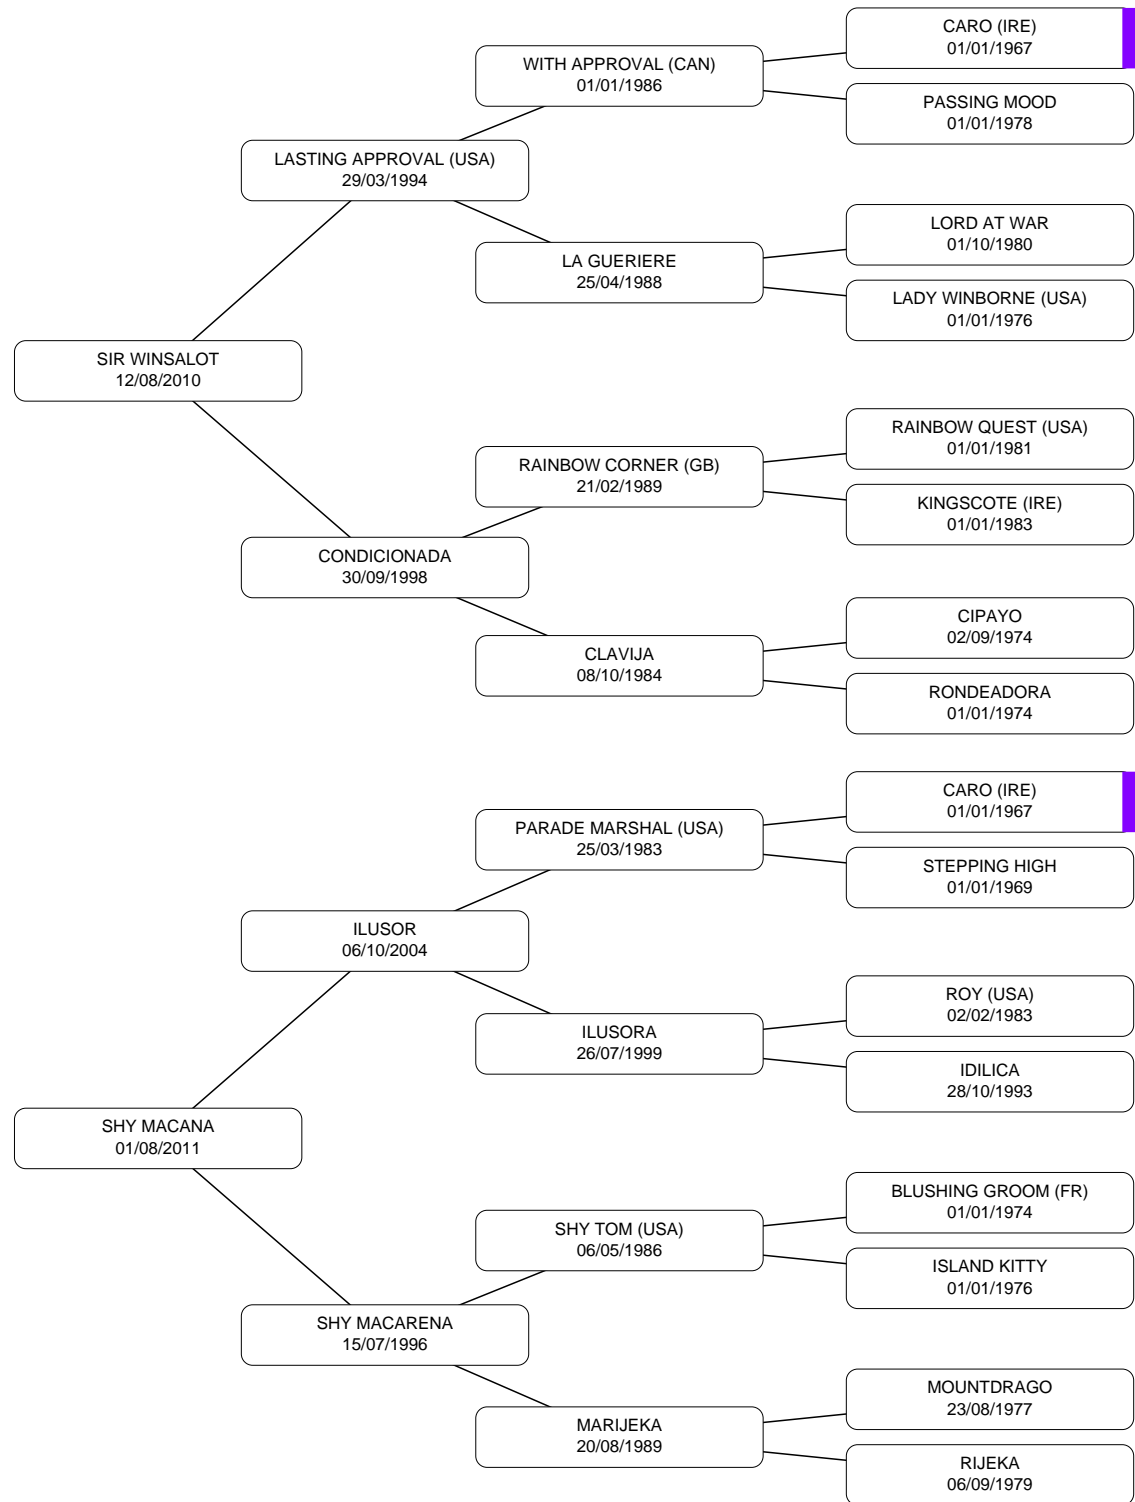 CARO (IRE)
01/01/1967
WITH APPROVAL (CAN)
01/01/1986
PASSING MOOD
01/01/1978
LASTING APPROVAL (USA)
29/03/1994
LORD AT WAR
01/10/1980
LA GUERIERE
25/04/1988
LADY WINBORNE (USA)
01/01/1976
SIR WINSALOT
12/08/2010
RAINBOW QUEST (USA)
01/01/1981
RAINBOW CORNER (GB)
21/02/1989
KINGSCOTE (IRE)
01/01/1983
CONDICIONADA
30/09/1998
CIPAYO
02/09/1974
CLAVIJA
08/10/1984
RONDEADORA
01/01/1974
CARO (IRE)
01/01/1967
PARADE MARSHAL (USA)
25/03/1983
STEPPING HIGH
01/01/1969
ILUSOR
06/10/2004
ROY (USA)
02/02/1983
ILUSORA
26/07/1999
IDILICA
28/10/1993
SHY MACANA
01/08/2011
BLUSHING GROOM (FR)
01/01/1974
SHY TOM (USA)
06/05/1986
ISLAND KITTY
01/01/1976
SHY MACARENA
15/07/1996
MOUNTDRAGO
23/08/1977
MARIJEKA
20/08/1989
RIJEKA
06/09/1979